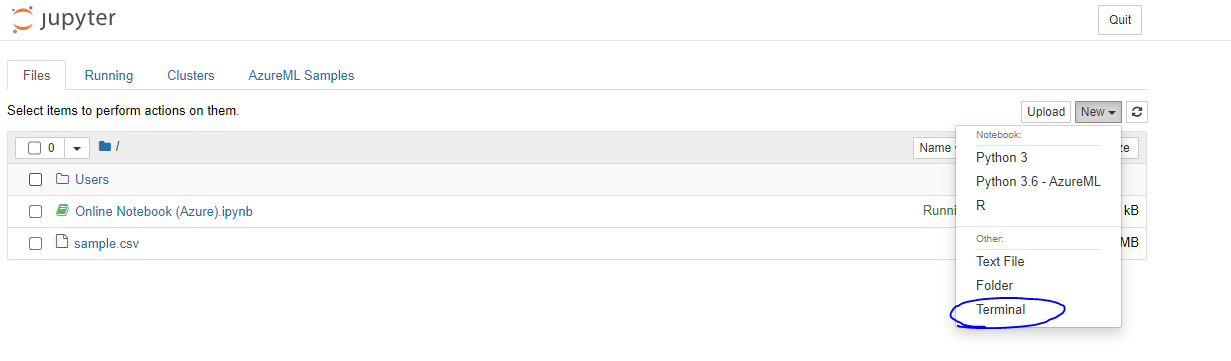 jupyter
Quit
Files Running Clusters AzureML Samples
Select items to perform actions on them.
Upload New
0 /
Name
ze
Notebook:
Python 3
Python 3.6 - AzureML
R
Users
Online Notebook (Azure).ipynb
Runni
kB
sample.csv
MB
Other:
Text File
Folder
Terminal